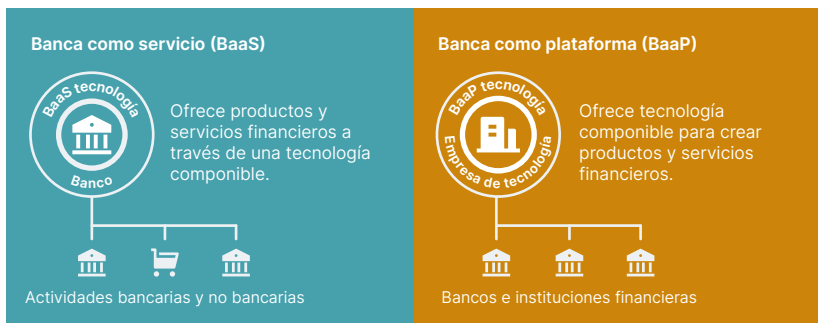 Banca como servicio (BaaS)
BaaS tecnología
Banco
Ofrece productos y
servicios financieros a
través de una tecnología
componible.
Actividades bancarias y no bancarias
Banca como plataforma (BaaP)
BaaP tecnología
Empresa de tecnología
Ofrece tecnología
componible para crear
productos y servicios
financieros.
Bancos e instituciones financieras